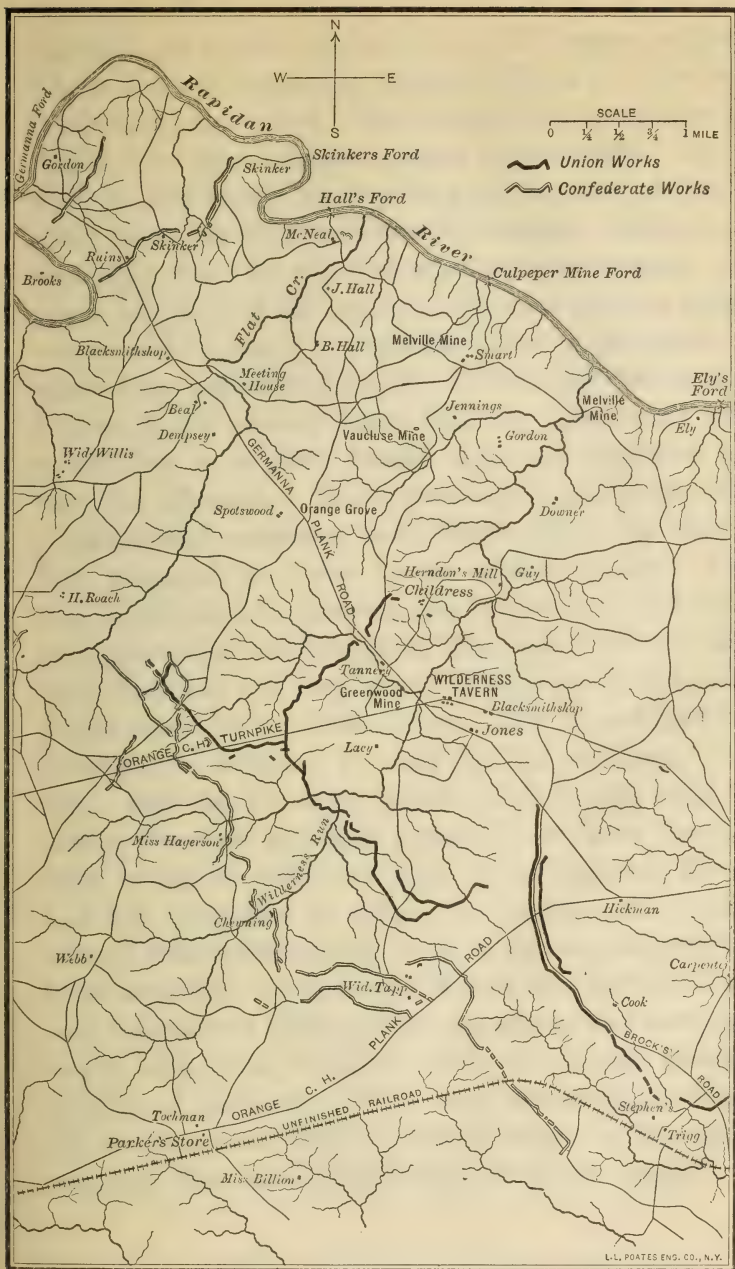 N
W
E
S
Rapidan
Germanna Ford
SCALE
0 ¼ ½ ¾ 1 MILE
Union Works
Confederate Works
Gordon
Skinker
Skinkers Ford
Hall's Ford
McNeal
Skinker
River
Ruins
Culpeper Mine Ford
Brooks
Flat Cr.
J. Hall
B. Hall
Melville Mine
Smart
Blacksmithshop
Meeting
House
Ely's
Ford
Melville
Mine
Beal
Jennings
Dempsey
Vaucluse Mine
Gordon
Ely
Wid. Willis
GERMANNA
PLANK
ROAD
Spotswood
Orange Grove
Downer
Herndon's Mill
Guy
Childress
H. Roach
Tannery
Greenwood
Mine
WILDERNESS
TAVERN
Blacksmithshop
Jones
ORANGE C. H. TURNPIKE
Lacy
Miss Hagerson
Wilderness Run
Chewning
Hickman
Webb
ROAD
Carpenter
Wid. Tapp
PLANK
Cook
BROCK'S
ROAD
C. H.
ORANGE
Tochman
UNFINISHED RAILROAD
Stephen's
Parker's Store
Trigg
Miss Billion
L.L. POATES ENG. CO., N.Y.